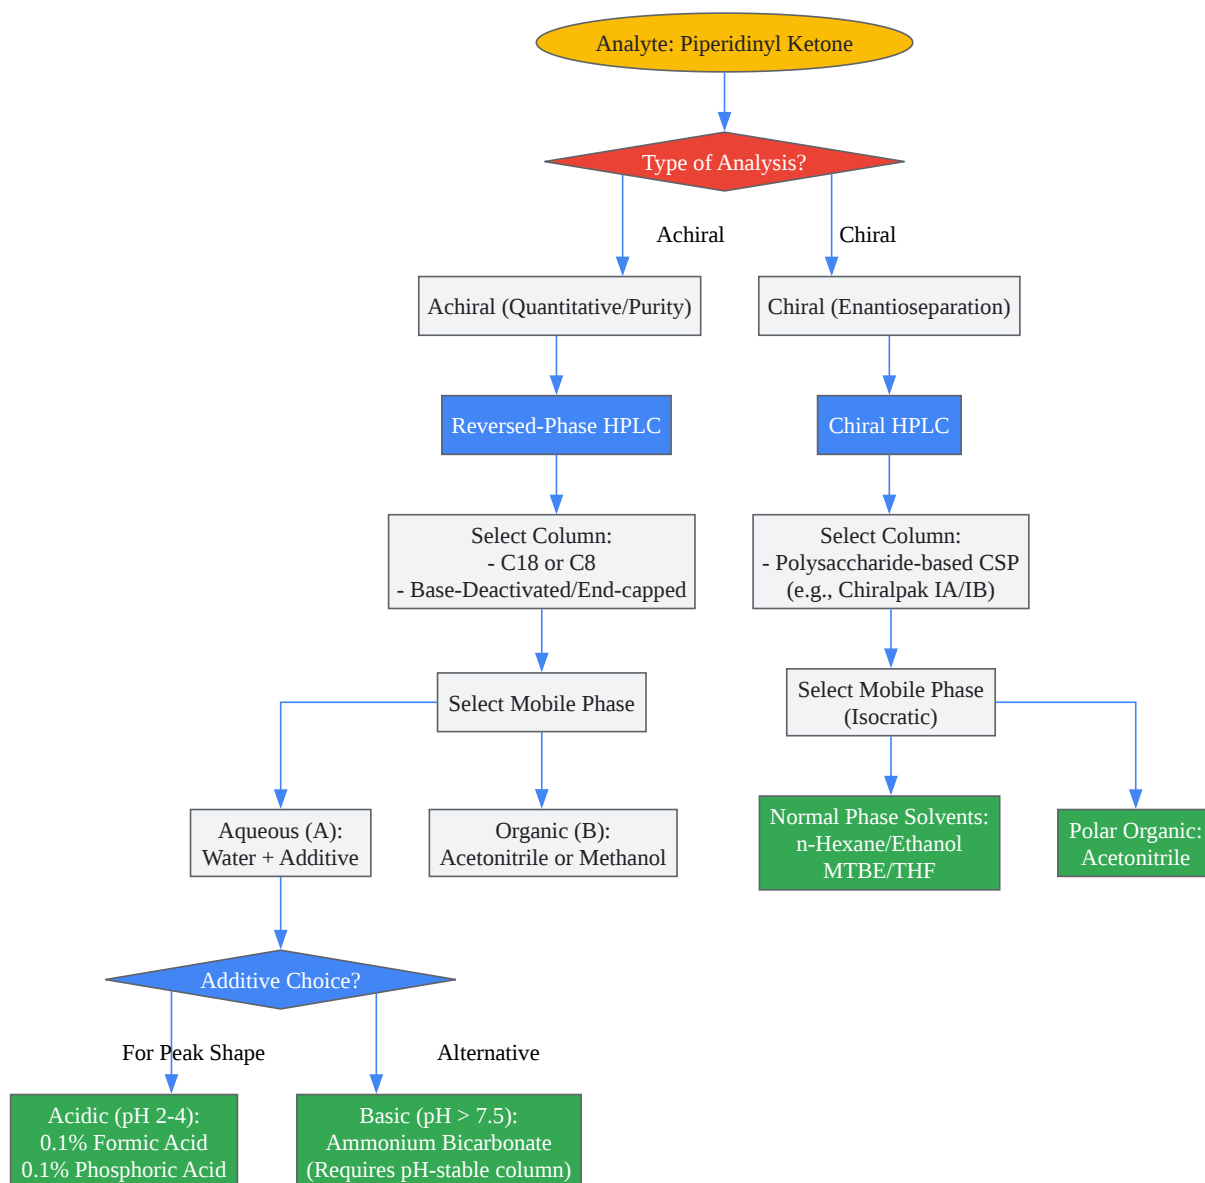 Analyte: Piperidinyl Ketone
Type of Analysis?
Achiral
Chiral
Achiral (Quantitative/Purity)
Chiral (Enantioseparation)
Reversed-Phase HPLC
Chiral HPLC
Select Column:
- C18 or C8
- Base-Deactivated/End-capped
Select Column:
- Polysaccharide-based CSP
(e.g., Chiralpak IA/IB)
Select Mobile Phase
Select Mobile Phase
(Isocratic)
Aqueous (A):
Water + Additive
Organic (B):
Acetonitrile or Methanol
Normal Phase Solvents:
n-Hexane/Ethanol
MTBE/THF
Polar Organic:
Acetonitrile
Additive Choice?
For Peak Shape
Alternative
Acidic (pH 2-4):
0.1% Formic Acid
0.1% Phosphoric Acid
Basic (pH > 7.5):
Ammonium Bicarbonate
(Requires pH-stable column)